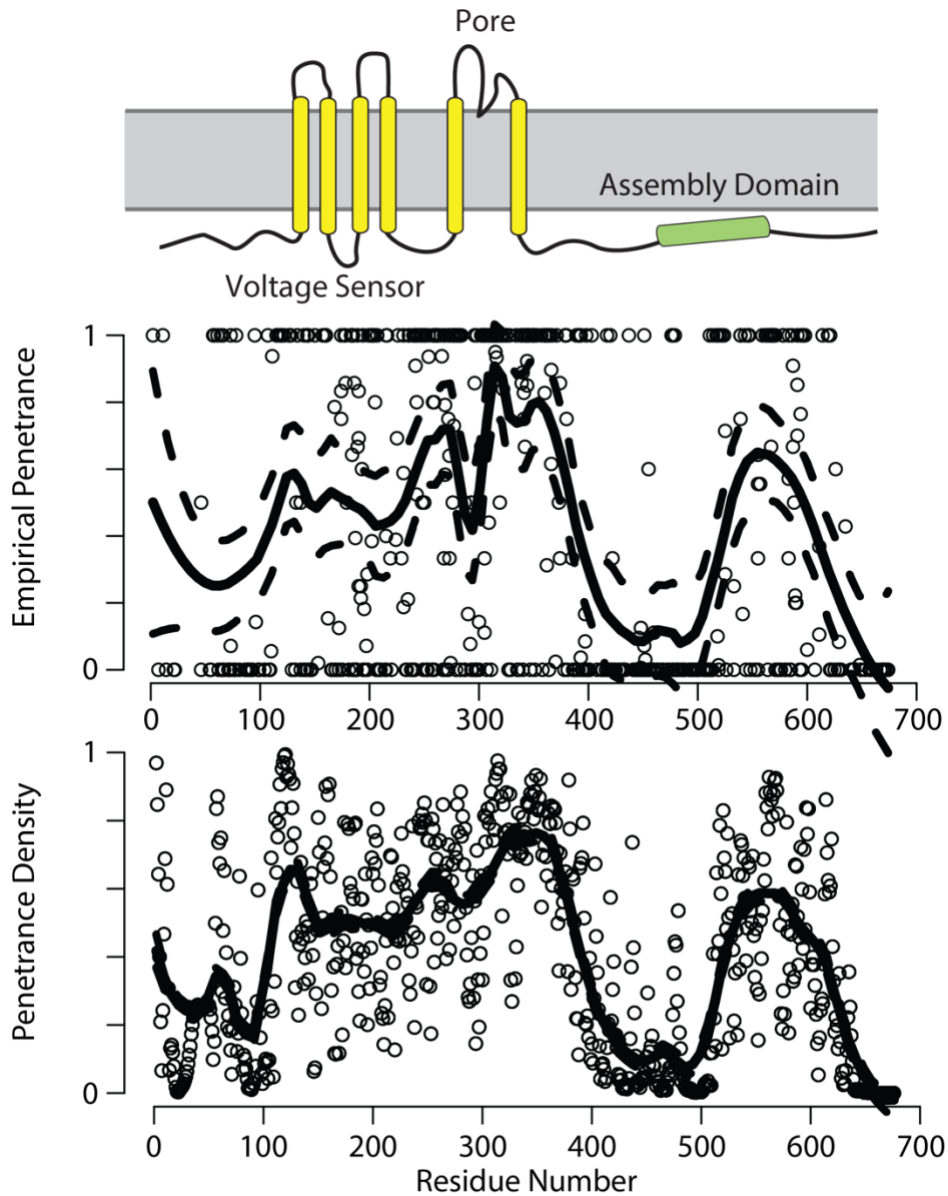 Pore
Assembly Domain
Voltage Sensor
Empirical Penetrance
1
0
0 100 200 300 400 500 600 700
Penetrance Density
1
0
0 100 200 300 400 500 600 700
Residue Number